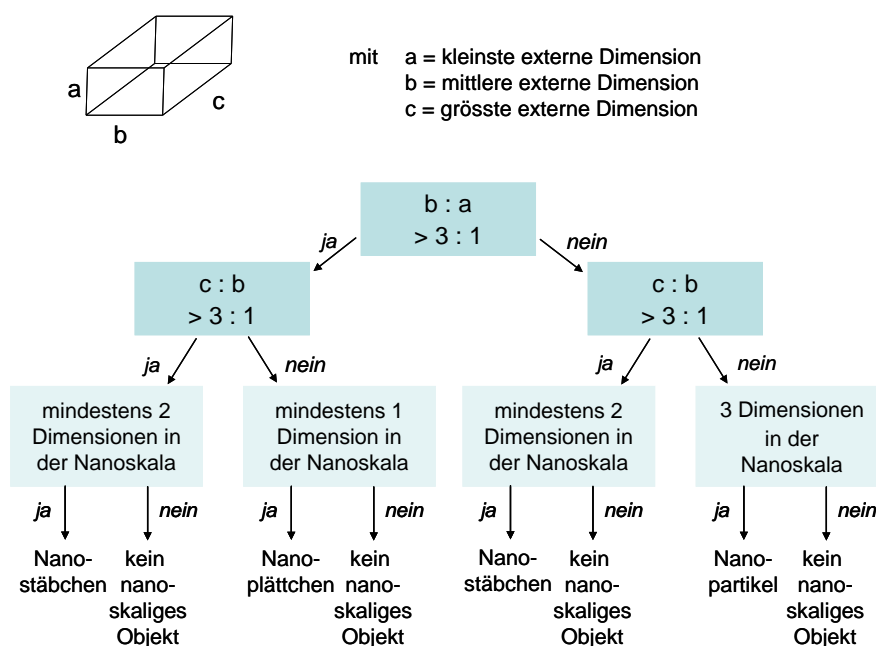 a
b
c
mit a = kleinste externe Dimension
b = mittlere externe Dimension
c = grösste externe Dimension
b : a
> 3 : 1
ja
nein
c : b
> 3 : 1
c : b
> 3 : 1
ja
nein
ja
nein
mindestens 2
Dimensionen in
der Nanoskala
mindestens 1
Dimension in
der Nanoskala
mindestens 2
Dimensionen in
der Nanoskala
3 Dimensionen
in der
Nanoskala
ja
nein
ja
nein
ja
nein
ja
nein
Nano-
stäbchen
kein
nano-
skaliges
Objekt
Nano-
plättchen
kein
nano-
skaliges
Objekt
Nano-
stäbchen
kein
nano-
skaliges
Objekt
Nano-
partikel
kein
nano-
skaliges
Objekt